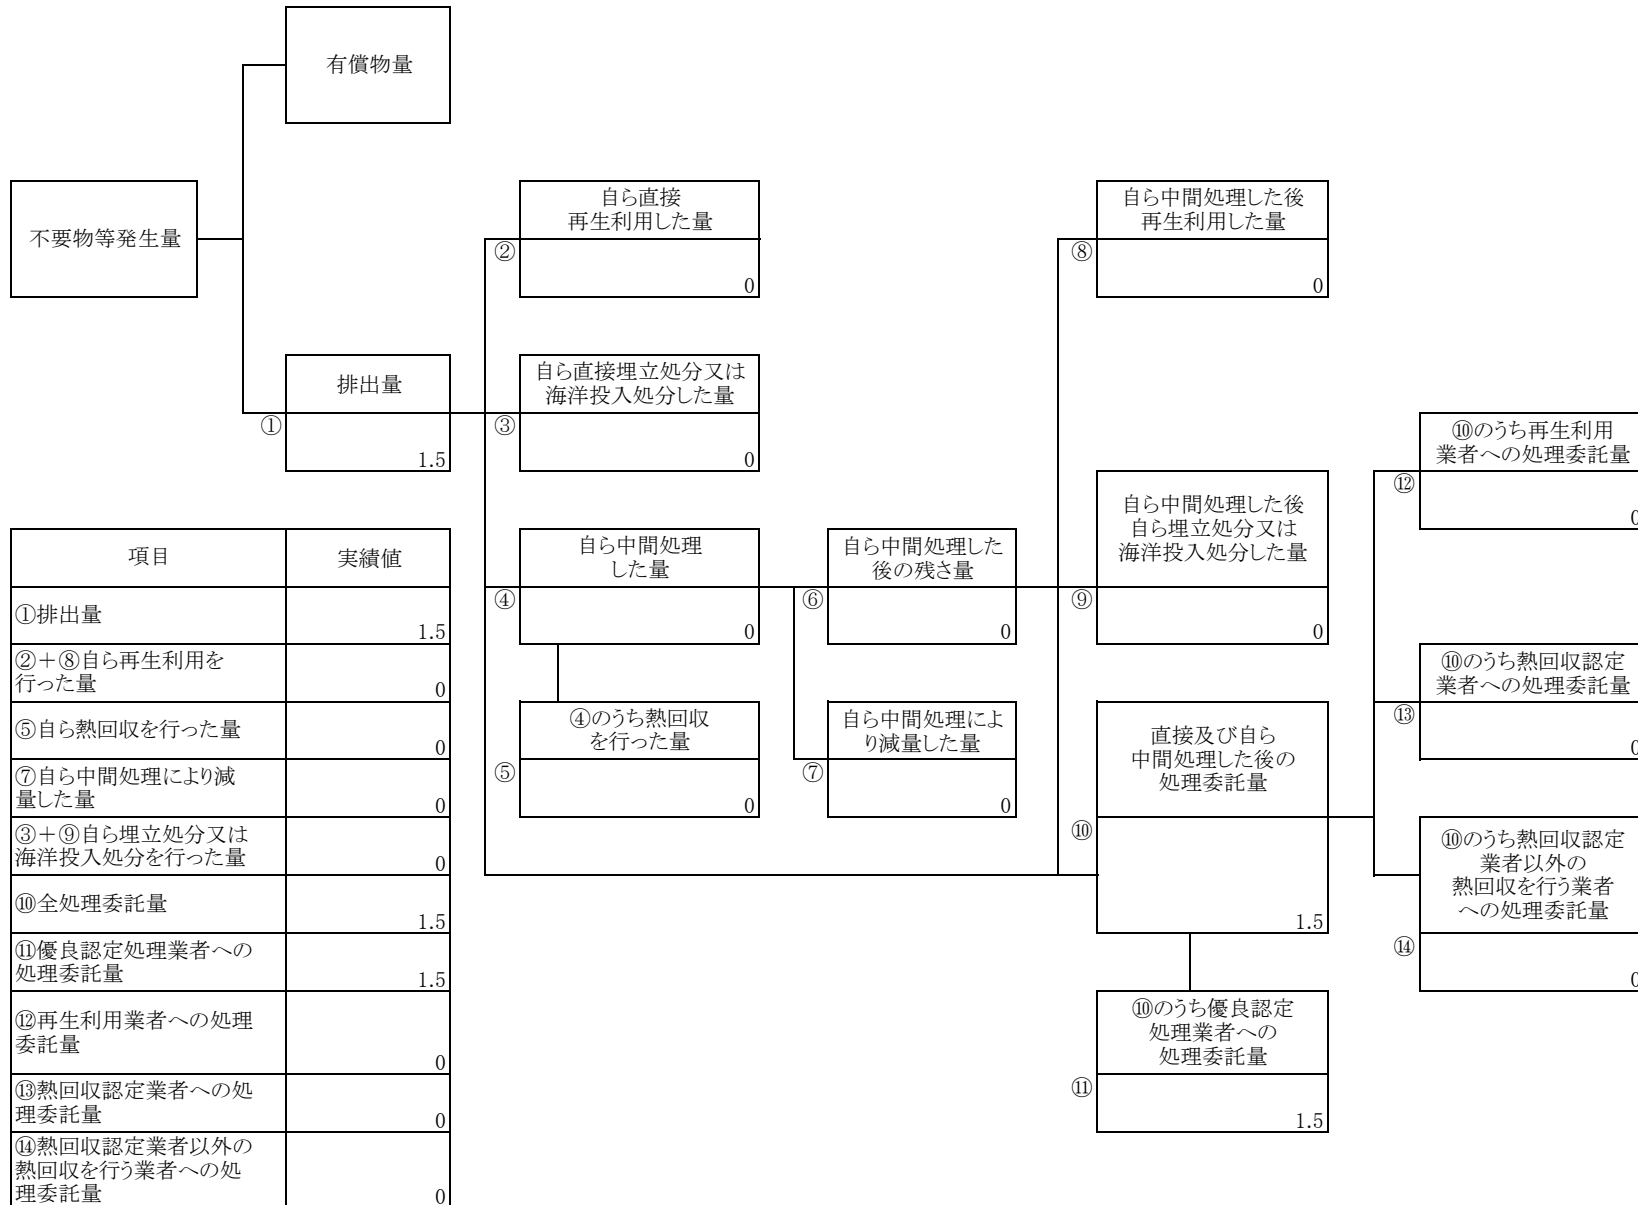 有償物量
不要物等発生量
自ら直接
再生利用した量
②
0
自ら中間処理した後
再生利用した量
⑧
0
排出量
①
1.5
自ら直接埋立処分又は
海洋投入処分した量
③
0
⑩のうち再生利用
業者への処理委託量
⑫
0
自ら中間処理
した量
④
0
自ら中間処理した
後の残さ量
⑥
0
自ら中間処理した後
自ら埋立処分又は
海洋投入処分した量
⑨
0
⑩のうち熱回収認定
業者への処理委託量
⑬
0
④のうち熱回収
を行った量
⑤
0
自ら中間処理によ
り減量した量
⑦
0
直接及び自ら
中間処理した後の
処理委託量
⑩
1.5
⑩のうち熱回収認定
業者以外の
熱回収を行う業者
への処理委託量
⑭
0
⑩のうち優良認定
処理業者への
処理委託量
⑪
1.5
項目 実績値
①排出量
1.5
②+⑧自ら再生利用を
行った量
0
⑤自ら熱回収を行った量
0
⑦自ら中間処理により減
量した量
0
③+⑨自ら埋立処分又は
海洋投入処分を行った量
0
⑩全処理委託量
1.5
⑪優良認定処理業者への
処理委託量
1.5
⑫再生利用業者への処理
委託量
0
⑬熱回収認定業者への処
理委託量
0
⑭熱回収認定業者以外の
熱回収を行う業者への処
理委託量
0